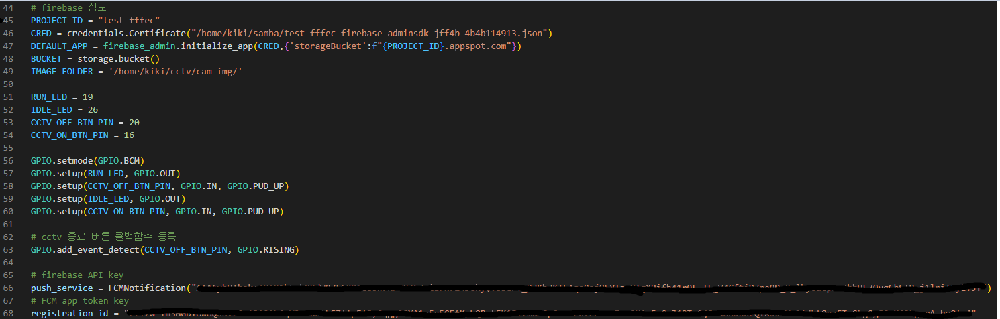 44 # firebase 정보
45 PROJECT_ID = "test-fffec"
46 CRED = credentials.Certificate("/home/kiki/samba/test-fffec-firebase-adminsdk-jff4b-4b4b114913.json")
47 DEFAULT_APP = firebase_admin.initialize_app(CRED,{'storageBucket':f"{PROJECT_ID}.appspot.com"})
48 BUCKET = storage.bucket()
49 IMAGE_FOLDER = '/home/kiki/cctv/cam_img/'
50
51 RUN_LED = 19
52 IDLE_LED = 26
53 CCTV_OFF_BTN_PIN = 20
54 CCTV_ON_BTN_PIN = 16
55
56 GPIO.setmode(GPIO.BCM)
57 GPIO.setup(RUN_LED, GPIO.OUT)
58 GPIO.setup(CCTV_OFF_BTN_PIN, GPIO.IN, GPIO.PUD_UP)
59 GPIO.setup(IDLE_LED, GPIO.OUT)
60 GPIO.setup(CCTV_ON_BTN_PIN, GPIO.IN, GPIO.PUD_UP)
61
62 # cctv 종료 버튼 콜백함수 등록
63 GPIO.add_event_detect(CCTV_OFF_BTN_PIN, GPIO.RISING)
64
65 # firebase API key
66 push_service = FCMNotification(" )
67 # FCM app token key
68 registration_id = "